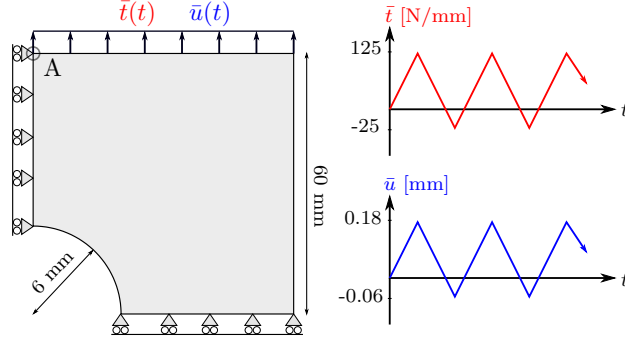 t̄(t) ū(t)
A
60 mm
6 mm
t̄ [N/mm]
125
-25
t
ū [mm]
0.18
-0.06
t